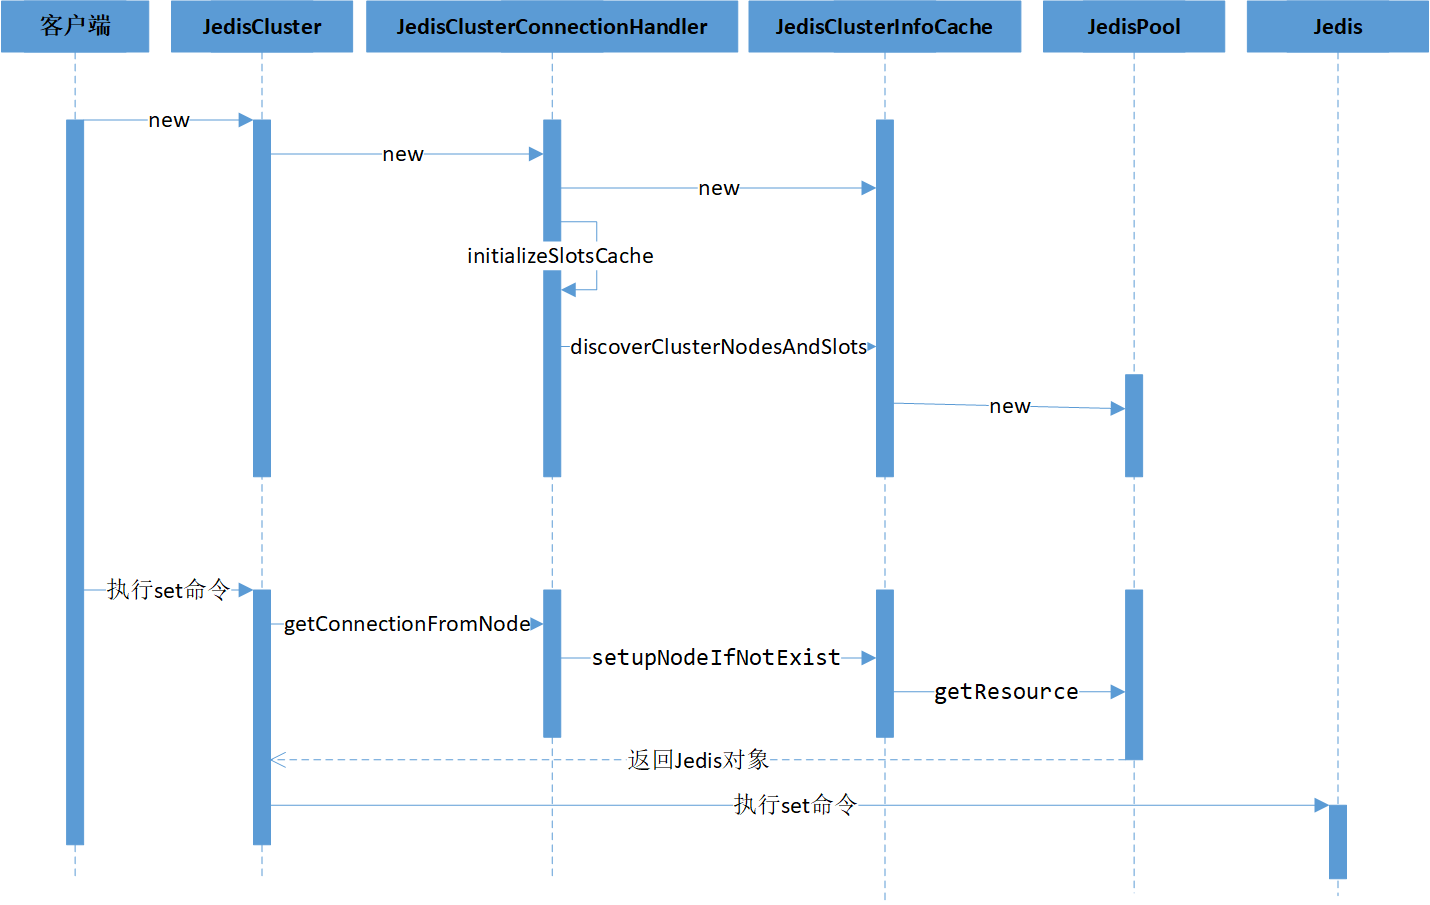 客户端
JedisCluster
JedisClusterConnectionHandler
JedisClusterInfoCache
JedisPool
Jedis
new
new
new
initializeSlotsCache
discoverClusterNodesAndSlots
new
执行set命令
getConnectionFromNode
setupNodeIfNotExist
getResource
返回Jedis对象
执行set命令